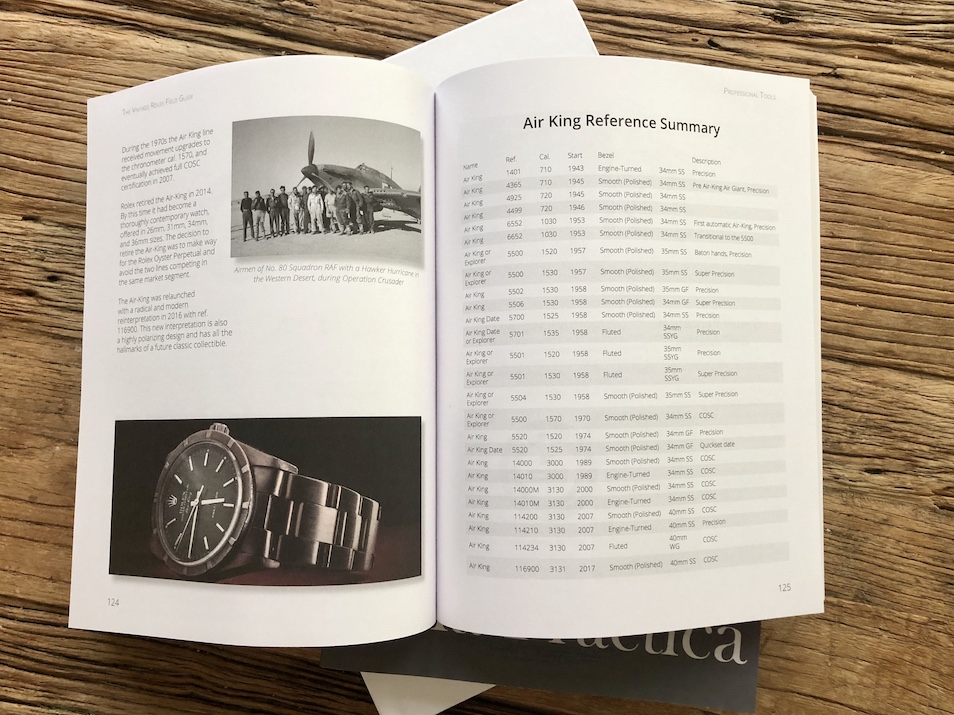 The Vintage Rolex Field Guide
During the 1970s the Air King line
received movement upgrades to
the chronometer cal. 1570, and
eventually achieved full COSC
certification in 2007.
Rolex retired the Air-King in 2014.
By this time it had become a
thoroughly contemporary watch,
offered in 26mm, 31mm, 34mm,
and 36mm sizes. The decision to
retire the Air-King was to make way
for the Rolex Oyster Perpetual and
avoid the two lines competing in
the same market segment.
The Air-King was relaunched
with a radical and modern
reinterpretation in 2016 with ref.
116900. This new interpretation is also
a highly polarizing design and has all the
hallmarks of a future classic collectible.
Airmen of No. 80 Squadron RAF with a Hawker Hurricane in
the Western Desert, during Operation Crusader
124
Professional Tools
Air King Reference Summary
Name Ref. Cal. Start Bezel Description
Air King 1401 710 1943 Engine-Turned 34mm SS Precision
Air King 4365 710 1945 Smooth (Polished) 34mm SS Pre Air-King Air Giant, Precision
Air King 4925 720 1945 Smooth (Polished) 34mm SS
Air King 4499 720 1946 Smooth (Polished) 34mm SS
Air King 6552 1030 1953 Smooth (Polished) 34mm SS First automatic Air-King, Precision
Air King 6652 1030 1953 Smooth (Polished) 34mm SS Transitional to the 5500
Air King or
Explorer 5500 1520 1957 Smooth (Polished) 35mm SS Baton hands, Precision
Air King or
Explorer 5500 1530 1957 Smooth (Polished) 35mm SS Super Precision
Air King 5502 1530 1958 Smooth (Polished) 35mm GF Precision
Air King 5506 1530 1958 Smooth (Polished) 34mm GF Super Precision
Air King Date 5700 1525 1958 Smooth (Polished) 34mm SS Precision
Air King Date
or Explorer 5701 1535 1958 Fluted 34mm
SSYG Precision
Air King or
Explorer 5501 1520 1958 Fluted 35mm
SSYG Precision
Air King or
Explorer 5501 1530 1958 Fluted 35mm
SSYG Super Precision
Air King or
Explorer 5504 1530 1958 Smooth (Polished) 35mm SS Super Precision
Air King or
Explorer 5500 1570 1970 Smooth (Polished) 34mm SS COSC
Air King 5520 1520 1974 Smooth (Polished) 34mm GF Precision
Air King Date 5520 1525 1974 Smooth (Polished) 34mm GF Quickset date
Air King 14000 3000 1989 Smooth (Polished) 34mm SS COSC
Air King 14010 3000 1989 Engine-Turned 34mm SS COSC
Air King 14000M 3130 2000 Smooth (Polished) 34mm SS COSC
Air King 14010M 3130 2000 Engine-Turned 34mm SS COSC
Air King 114200 3130 2007 Smooth (Polished) 40mm SS COSC
Air King 114210 3130 2007 Engine-Turned 40mm SS Precision
Air King 114234 3130 2007 Fluted 40mm
WG COSC
Air King 116900 3131 2017 Smooth (Polished) 40mm SS COSC
125